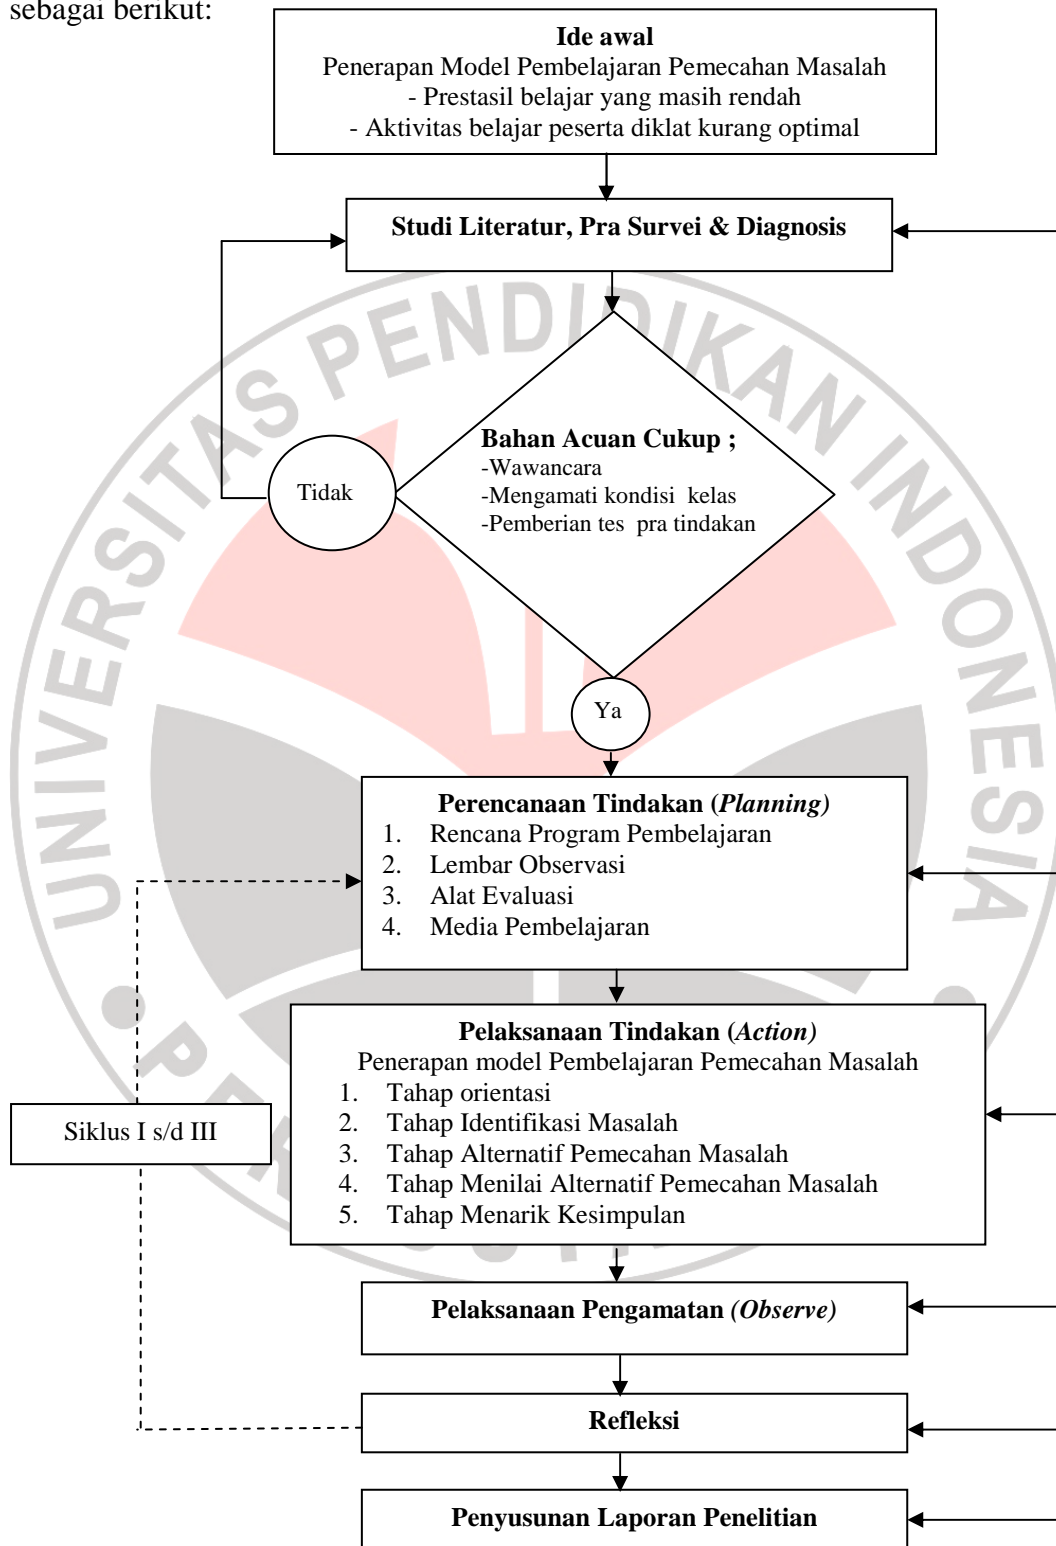 sebagai berikut:
Ide awal
Penerapan Model Pembelajaran Pemecahan Masalah
- Prestasil belajar yang masih rendah
- Aktivitas belajar peserta diklat kurang optimal
Studi Literatur, Pra Survei & Diagnosis
UNIVERSITAS PENDIDIKAN INDONESIA
Bahan Acuan Cukup ;
-Wawancara
-Mengamati kondisi kelas
-Pemberian tes pra tindakan
Tidak
Ya
Perencanaan Tindakan (Planning)
1. Rencana Program Pembelajaran
2. Lembar Observasi
3. Alat Evaluasi
4. Media Pembelajaran
Pelaksanaan Tindakan (Action)
Penerapan model Pembelajaran Pemecahan Masalah
1. Tahap orientasi
2. Tahap Identifikasi Masalah
3. Tahap Alternatif Pemecahan Masalah
4. Tahap Menilai Alternatif Pemecahan Masalah
5. Tahap Menarik Kesimpulan
Siklus I s/d III
Pelaksanaan Pengamatan (Observe)
Refleksi
Penyusunan Laporan Penelitian